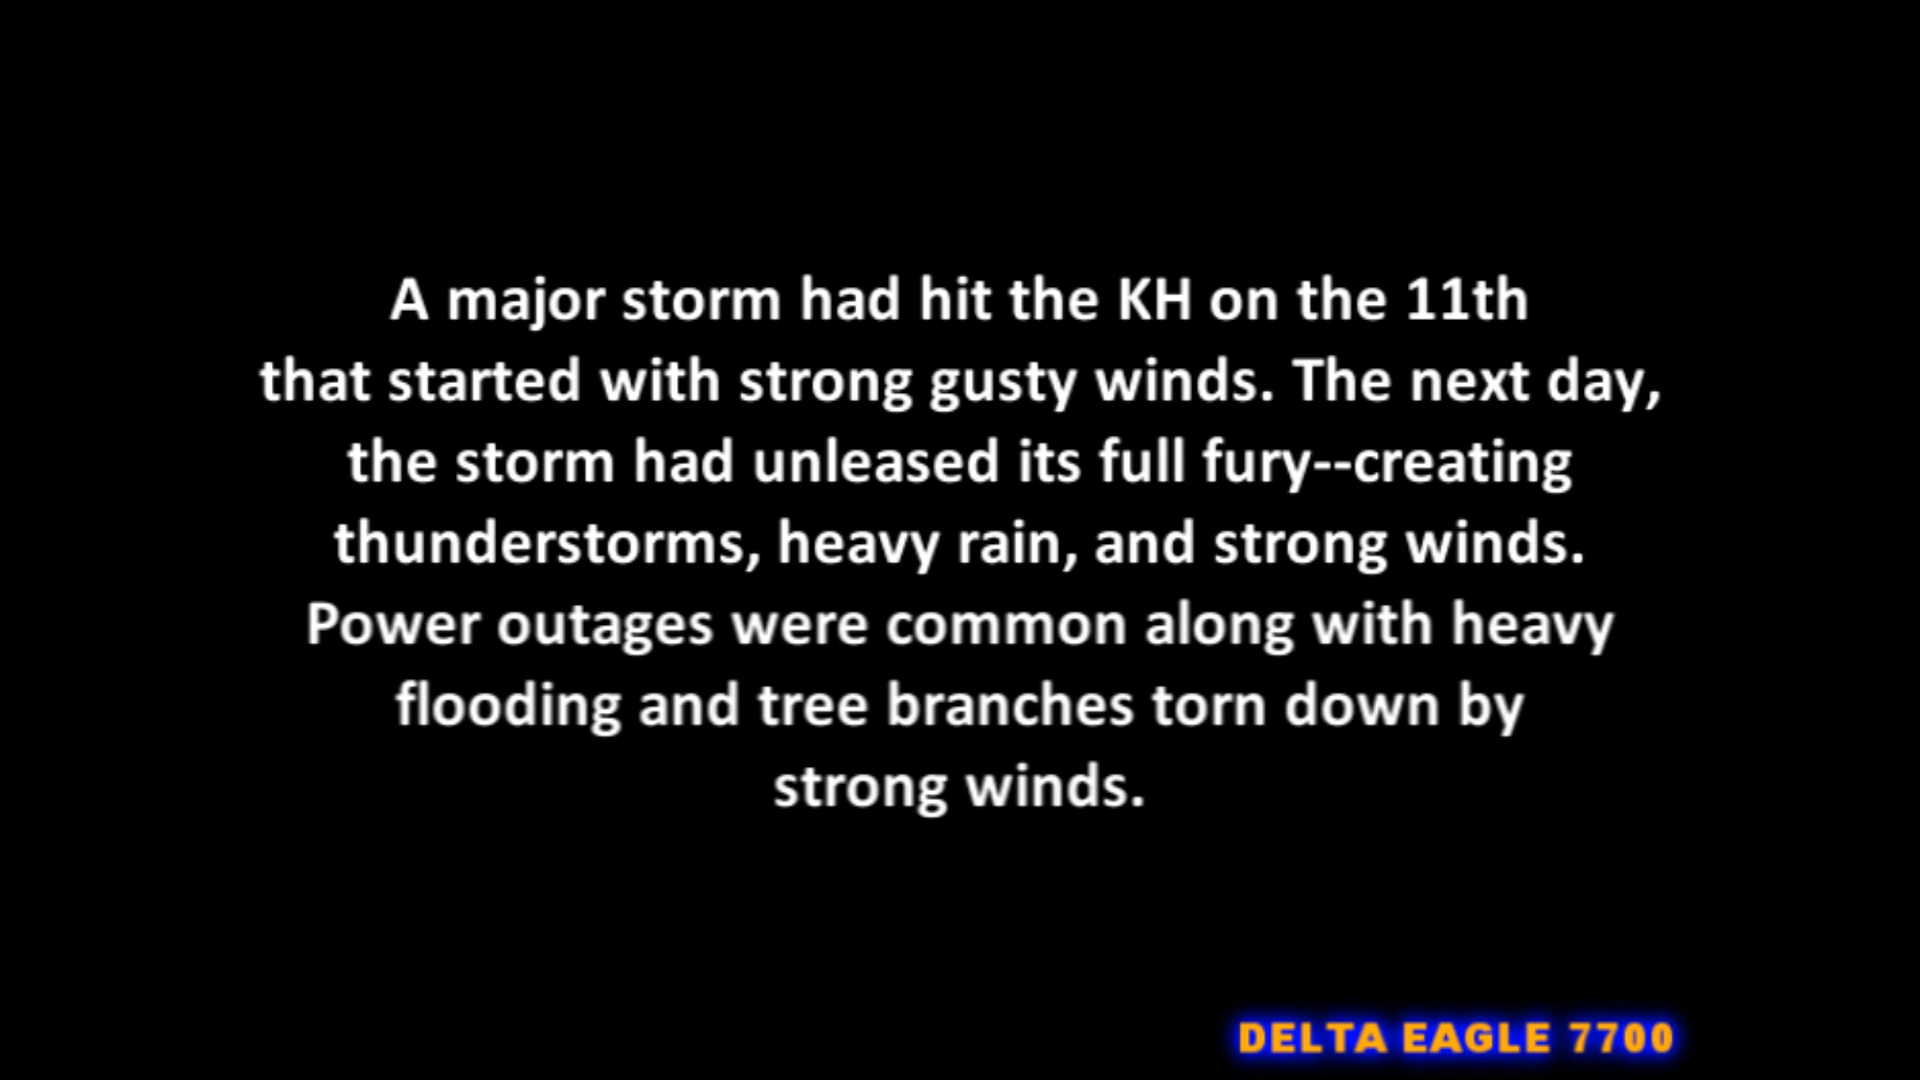 A major storm had hit the KH on the 11th
that started with strong gusty winds. The next day,
the storm had unleased its full fury--creating
thunderstorms, heavy rain, and strong winds.
Power outages were common along with heavy
flooding and tree branches torn down by
strong winds.
DELTA EAGLE 7700